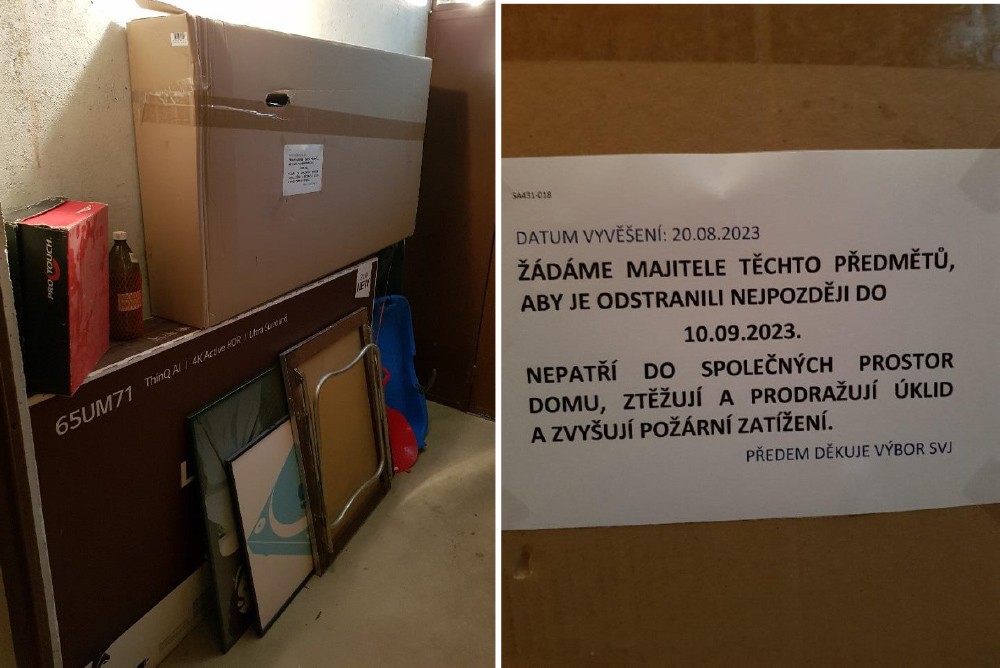 PRO TOUCH
65UM71 ThinQ AI | 4K Active HDR | Ultra Surround
L
SA431-018
DATUM VYVĚŠENÍ: 20.08.2023
ŽÁDÁME MAJITELE TĚCHTO PŘEDMĚTŮ,
ABY JE ODSTRANILI NEJPOZDĚJI DO
10.09.2023.
NEPATŘÍ DO SPOLEČNÝCH PROSTOR
DOMU, ZTĚŽUJÍ A PRODRAŽUJÍ ÚKLID
A ZVYŠUJÍ POŽÁRNÍ ZATÍŽENÍ.
PŘEDEM DĚKUJE VÝBOR SVJ